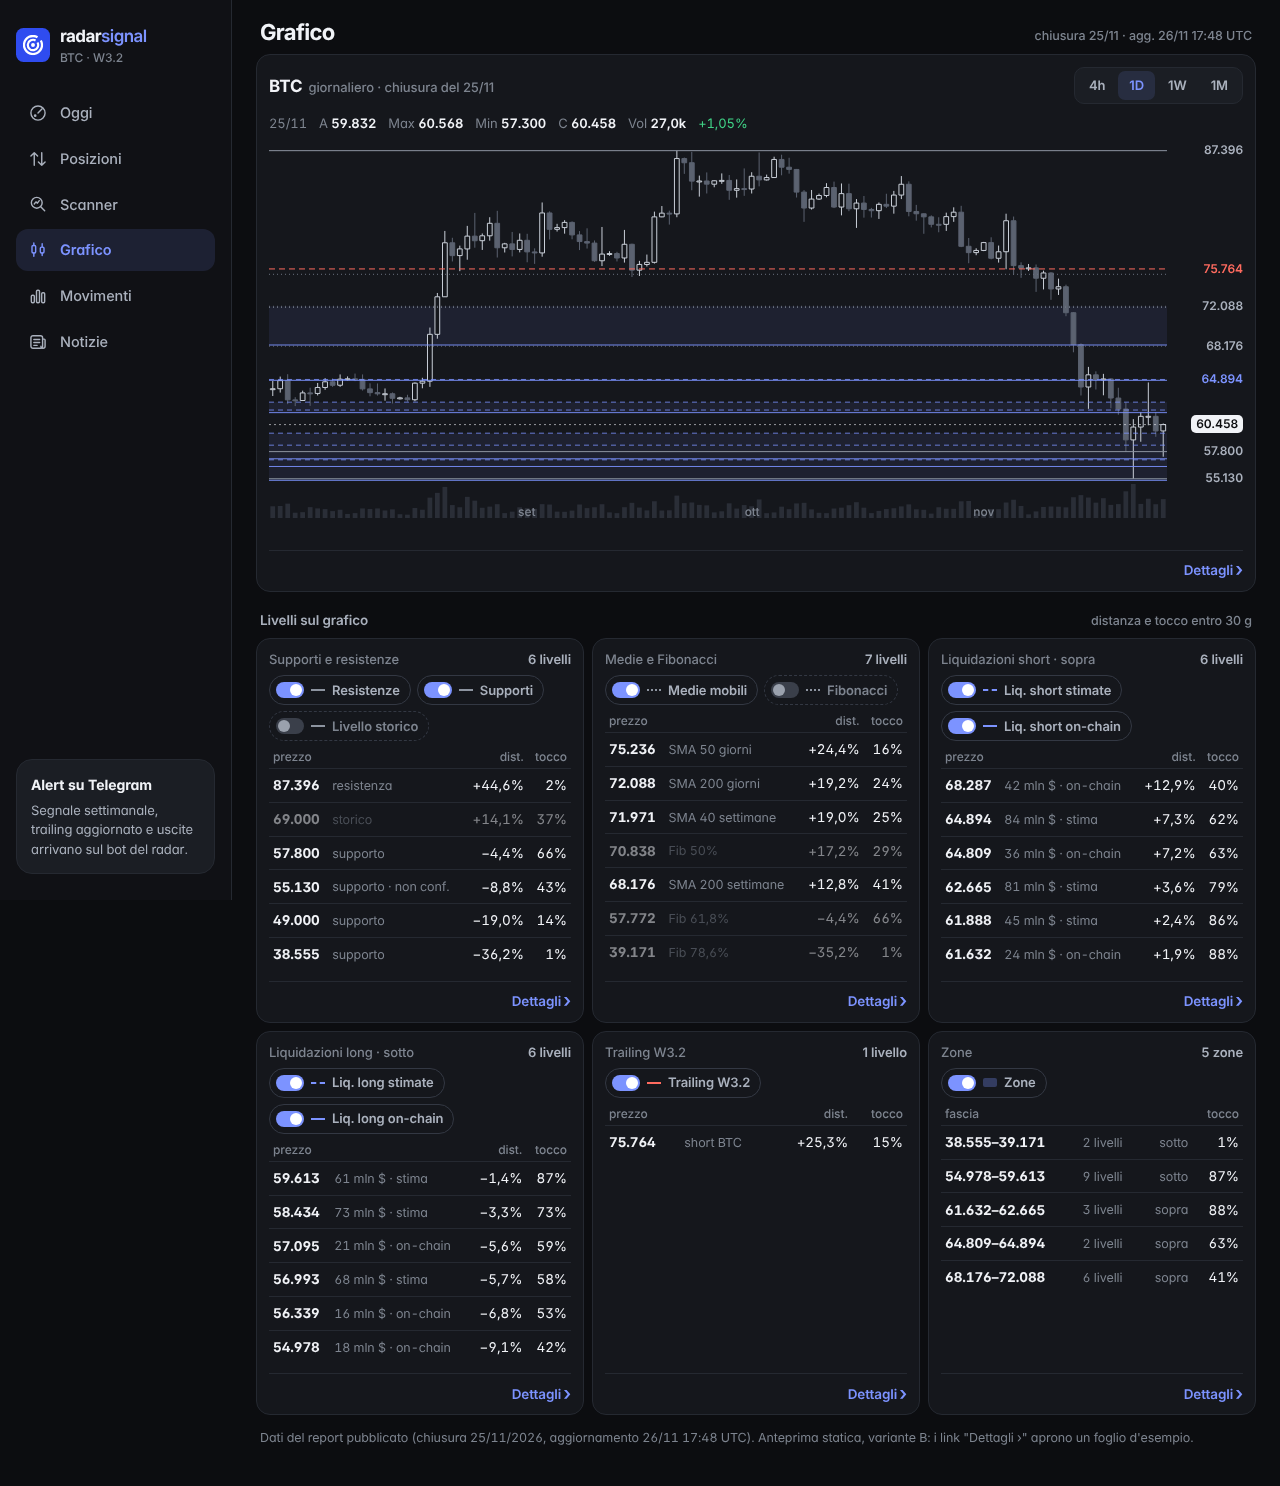 radarsignal
BTC · W3.2
Oggi
Posizioni
Scanner
Grafico
Movimenti
Notizie
Alert su Telegram
Segnale settimanale,
trailing aggiornato e uscite
arrivano sul bot del radar.
Grafico
chiusura 25/11 · agg. 26/11 17:48 UTC
BTC giornaliero · chiusura del 25/11
4h 1D 1W 1M
25/11 A 59.832 Max 60.568 Min 57.300 C 60.458 Vol 27,0k +1,05%
87.396
75.764
72.088
68.176
64.894
60.458
57.800
55.130
set ott nov
Dettagli ›
Livelli sul grafico
distanza e tocco entro 30 g
Supporti e resistenze 6 livelli
Resistenze Supporti
Livello storico
prezzo dist. tocco
87.396 resistenza +44,6% 2%
69.000 storico +14,1% 37%
57.800 supporto −4,4% 66%
55.130 supporto · non conf. −8,8% 43%
49.000 supporto −19,0% 14%
38.555 supporto −36,2% 1%
Dettagli ›
Medie e Fibonacci 7 livelli
Medie mobili Fibonacci
prezzo dist. tocco
75.236 SMA 50 giorni +24,4% 16%
72.088 SMA 200 giorni +19,2% 24%
71.971 SMA 40 settimane +19,0% 25%
70.838 Fib 50% +17,2% 29%
68.176 SMA 200 settimane +12,8% 41%
57.772 Fib 61,8% −4,4% 66%
39.171 Fib 78,6% −35,2% 1%
Dettagli ›
Liquidazioni short · sopra 6 livelli
Liq. short stimate
Liq. short on-chain
prezzo dist. tocco
68.287 42 mln $ · on-chain +12,9% 40%
64.894 84 mln $ · stima +7,3% 62%
64.809 36 mln $ · on-chain +7,2% 63%
62.665 81 mln $ · stima +3,6% 79%
61.888 45 mln $ · stima +2,4% 86%
61.632 24 mln $ · on-chain +1,9% 88%
Dettagli ›
Liquidazioni long · sotto 6 livelli
Liq. long stimate
Liq. long on-chain
prezzo dist. tocco
59.613 61 mln $ · stima −1,4% 87%
58.434 73 mln $ · stima −3,3% 73%
57.095 21 mln $ · on-chain −5,6% 59%
56.993 68 mln $ · stima −5,7% 58%
56.339 16 mln $ · on-chain −6,8% 53%
54.978 18 mln $ · on-chain −9,1% 42%
Dettagli ›
Trailing W3.2 1 livello
Trailing W3.2
prezzo dist. tocco
75.764 short BTC +25,3% 15%
Dettagli ›
Zone 5 zone
Zone
fascia tocco
38.555–39.171 2 livelli sotto 1%
54.978–59.613 9 livelli sotto 87%
61.632–62.665 3 livelli sopra 88%
64.809–64.894 2 livelli sopra 63%
68.176–72.088 6 livelli sopra 41%
Dettagli ›
Dati del report pubblicato (chiusura 25/11/2026, aggiornamento 26/11 17:48 UTC). Anteprima statica, variante B: i link "Dettagli ›" aprono un foglio d'esempio.